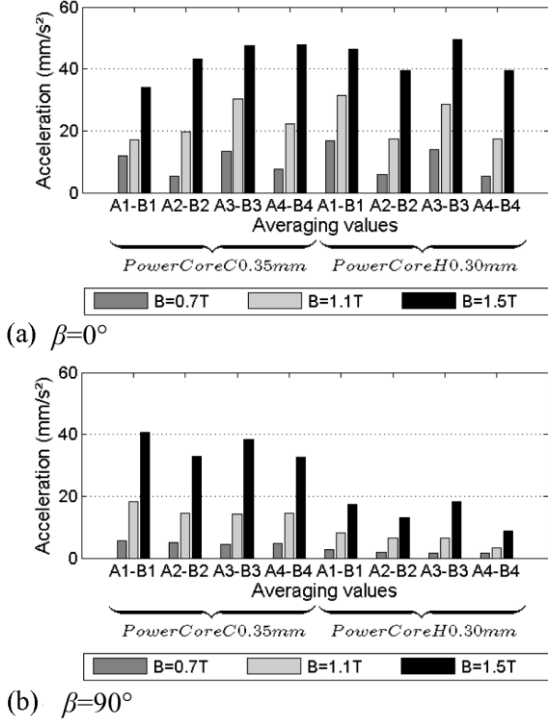 60
40
20
0
Acceleration (mm/s²)
A1-B1 A2-B2 A3-B3 A4-B4 A1-B1 A2-B2 A3-B3 A4-B4
Averaging values
PowerCoreC0.35mm PowerCoreH0.30mm
B=0.7T B=1.1T B=1.5T
(a) β=0°
60
40
20
0
Acceleration (mm/s²)
A1-B1 A2-B2 A3-B3 A4-B4 A1-B1 A2-B2 A3-B3 A4-B4
Averaging values
PowerCoreC0.35mm PowerCoreH0.30mm
B=0.7T B=1.1T B=1.5T
(b) β=90°